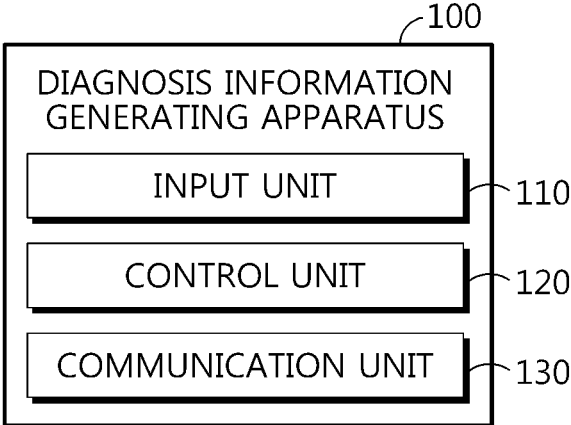 100
DIAGNOSIS INFORMATION
GENERATING APPARATUS
INPUT UNIT
110
CONTROL UNIT
120
COMMUNICATION UNIT
130